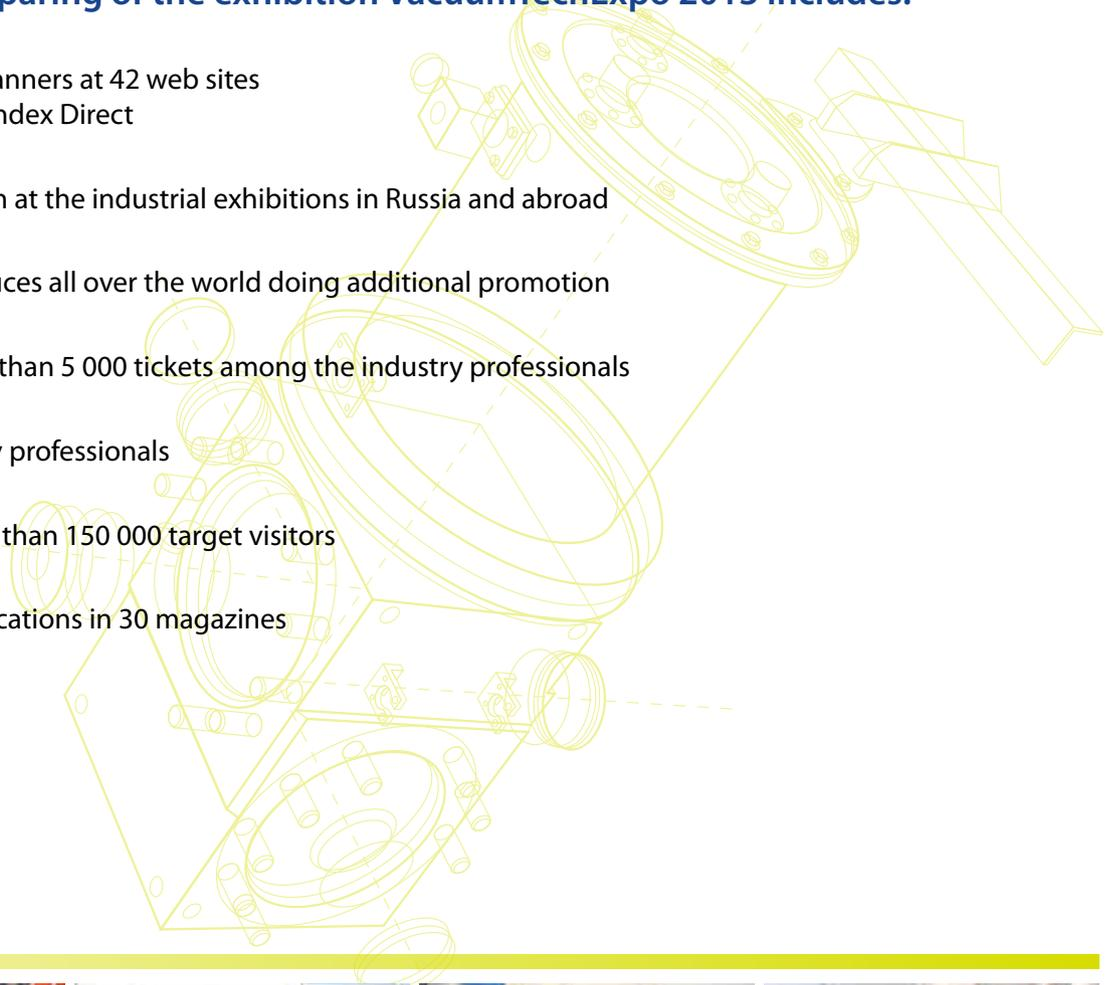 paring of the exhibition VacuumTechExpo 2015 includes:
anners at 42 web sites
ndex Direct
n at the industrial exhibitions in Russia and abroad
uces all over the world doing additional promotion
than 5 000 tickets among the industry professionals
y professionals
than 150 000 target visitors
cations in 30 magazines